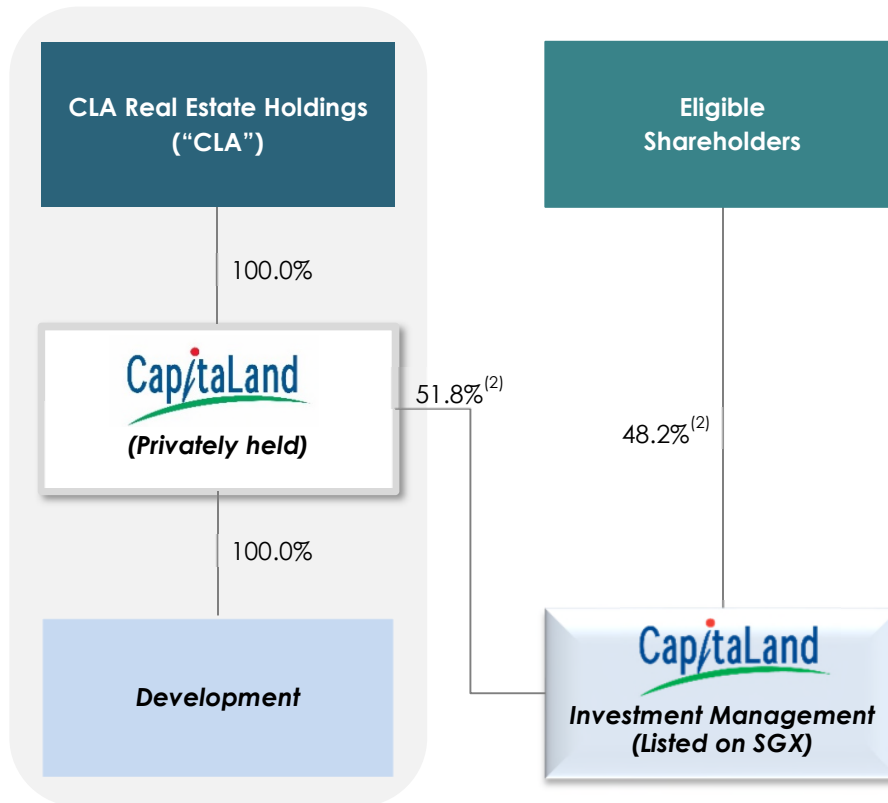 CLA Real Estate Holdings
(“CLA”)
Eligible
Shareholders
100.0%
CapitaLand
(Privately held)
51.8%(2)
48.2%(2)
100.0%
Development
CapitaLand
Investment Management
(Listed on SGX)